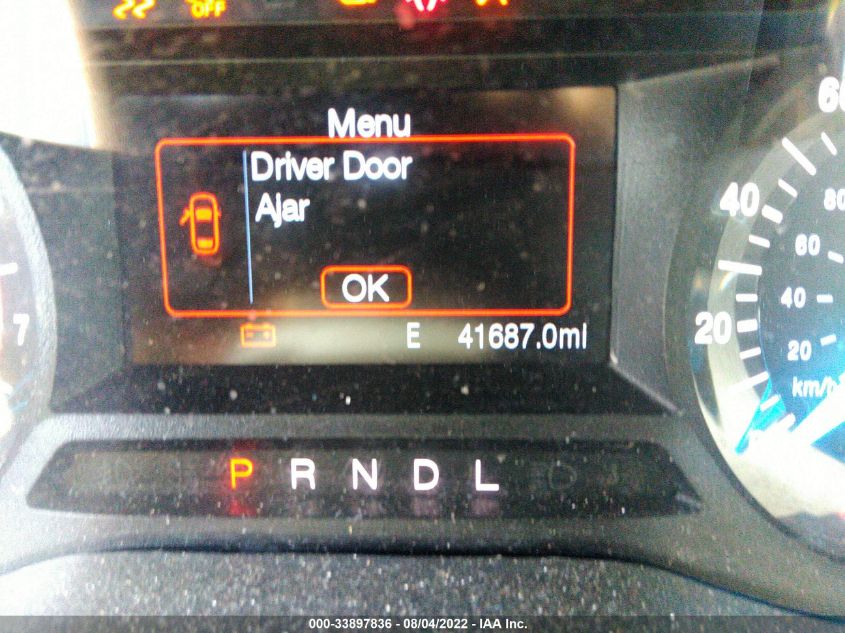 OFF
Menu
Driver Door
Ajar
OK
E 41687.0mi
P R N D L
7
40
20
80
60
40
20
km/h
000-33897836 - 08/04/2022 - IAA Inc.